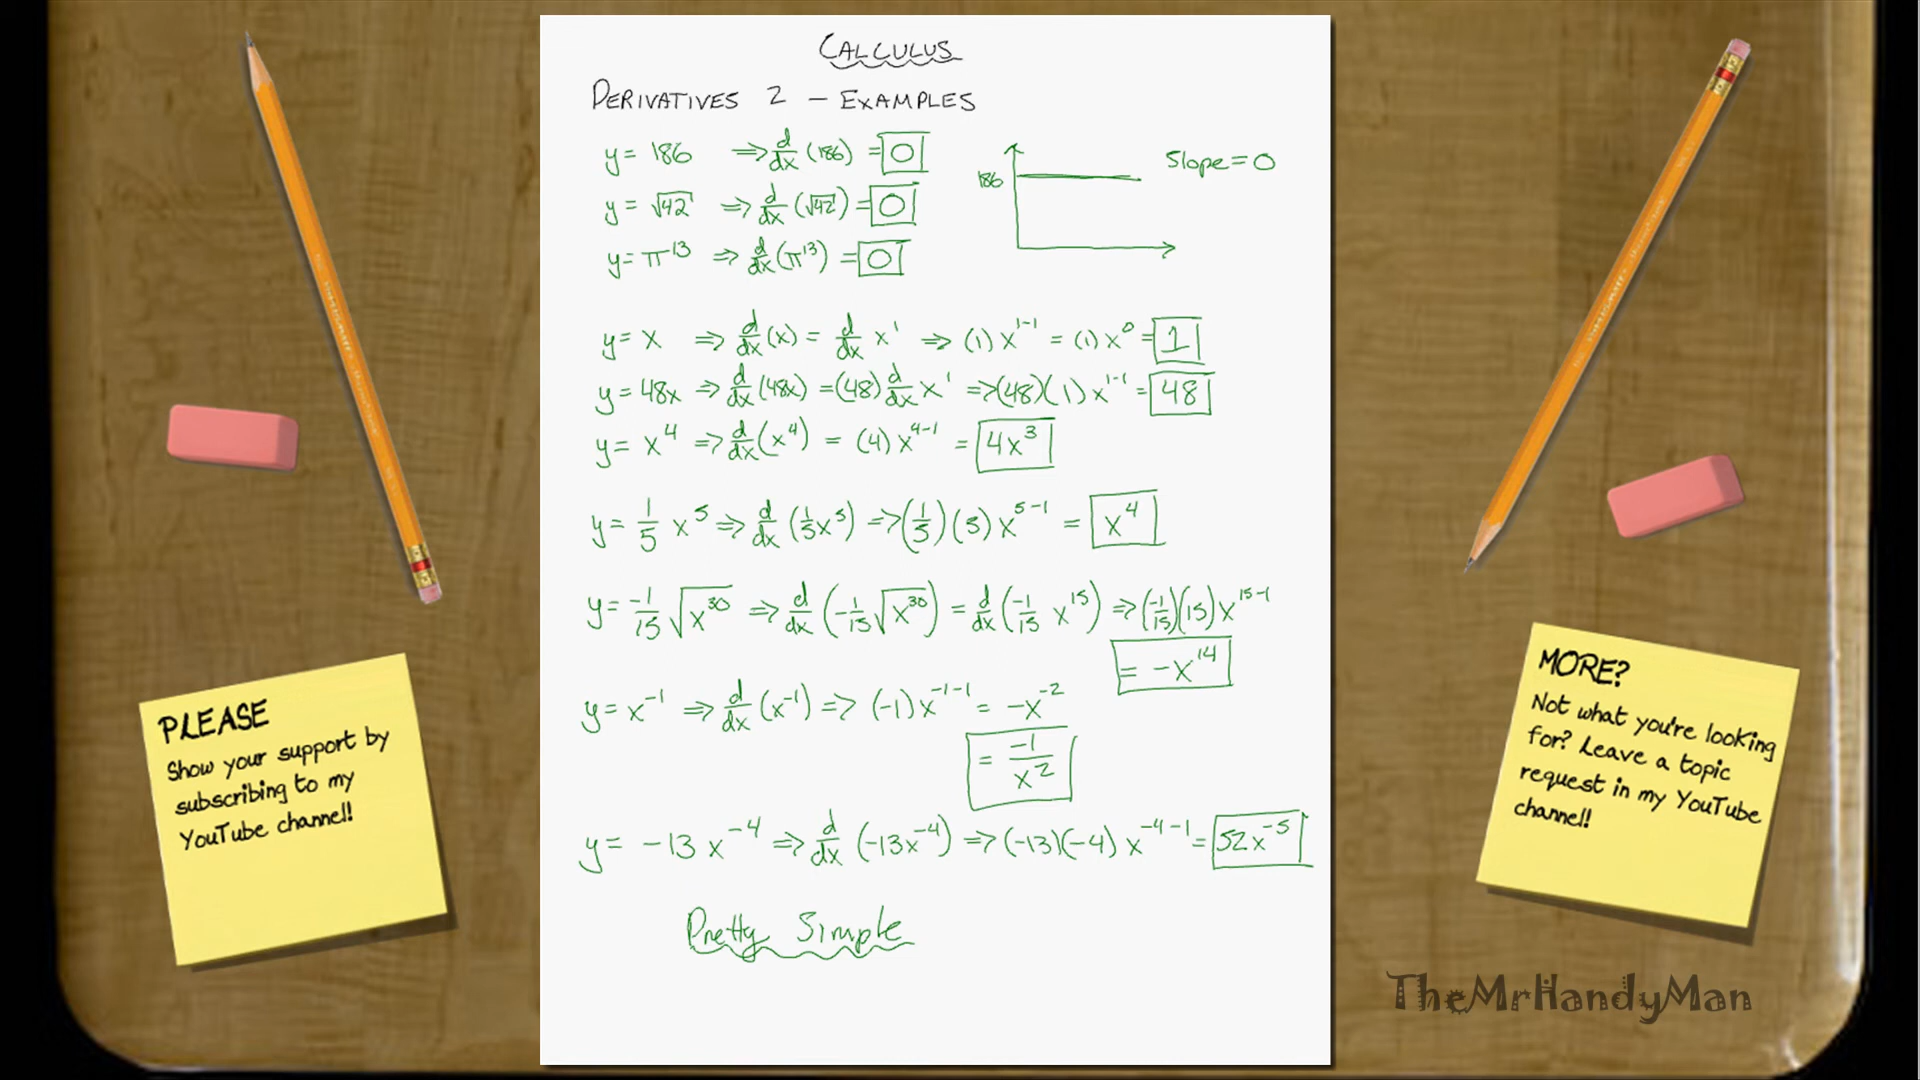 CALCULUS
DERIVATIVES 2 – EXAMPLES
y = 186 ⇒ d/dx (186) = 0
186
Slope = 0
y = √42 ⇒ d/dx (√42) = 0
y = π^13 ⇒ d/dx (π^13) = 0
y = x ⇒ d/dx (x) = d/dx x^1 ⇒ (1) x^1-1 = (1) x^0 = 1
y = 48x ⇒ d/dx (48x) = (48) d/dx x^1 ⇒ (48)(1) x^1-1 = 48
y = x^4 ⇒ d/dx (x^4) = (4) x^4-1 = 4x^3
y = 1/5 x^5 ⇒ d/dx (1/5 x^5) ⇒ (1/5)(5) x^5-1 = x^4
y = -1/15 √x^30 ⇒ d/dx (-1/15 √x^30) = d/dx (-1/15 x^15) ⇒ (-1/15)(15) x^15-1
= -x^14
y = x^-1 ⇒ d/dx (x^-1) ⇒ (-1) x^-1-1 = -x^-2
= -1/x^2
y = -13 x^-4 ⇒ d/dx (-13x^-4) ⇒ (-13)(-4) x^-4-1 = 52x^-5
Pretty Simple
PLEASE
Show your support by
subscribing to my
YouTube channel!
MORE?
Not what you're looking
for? Leave a topic
request in my YouTube
channel!
TheMrHandyMan